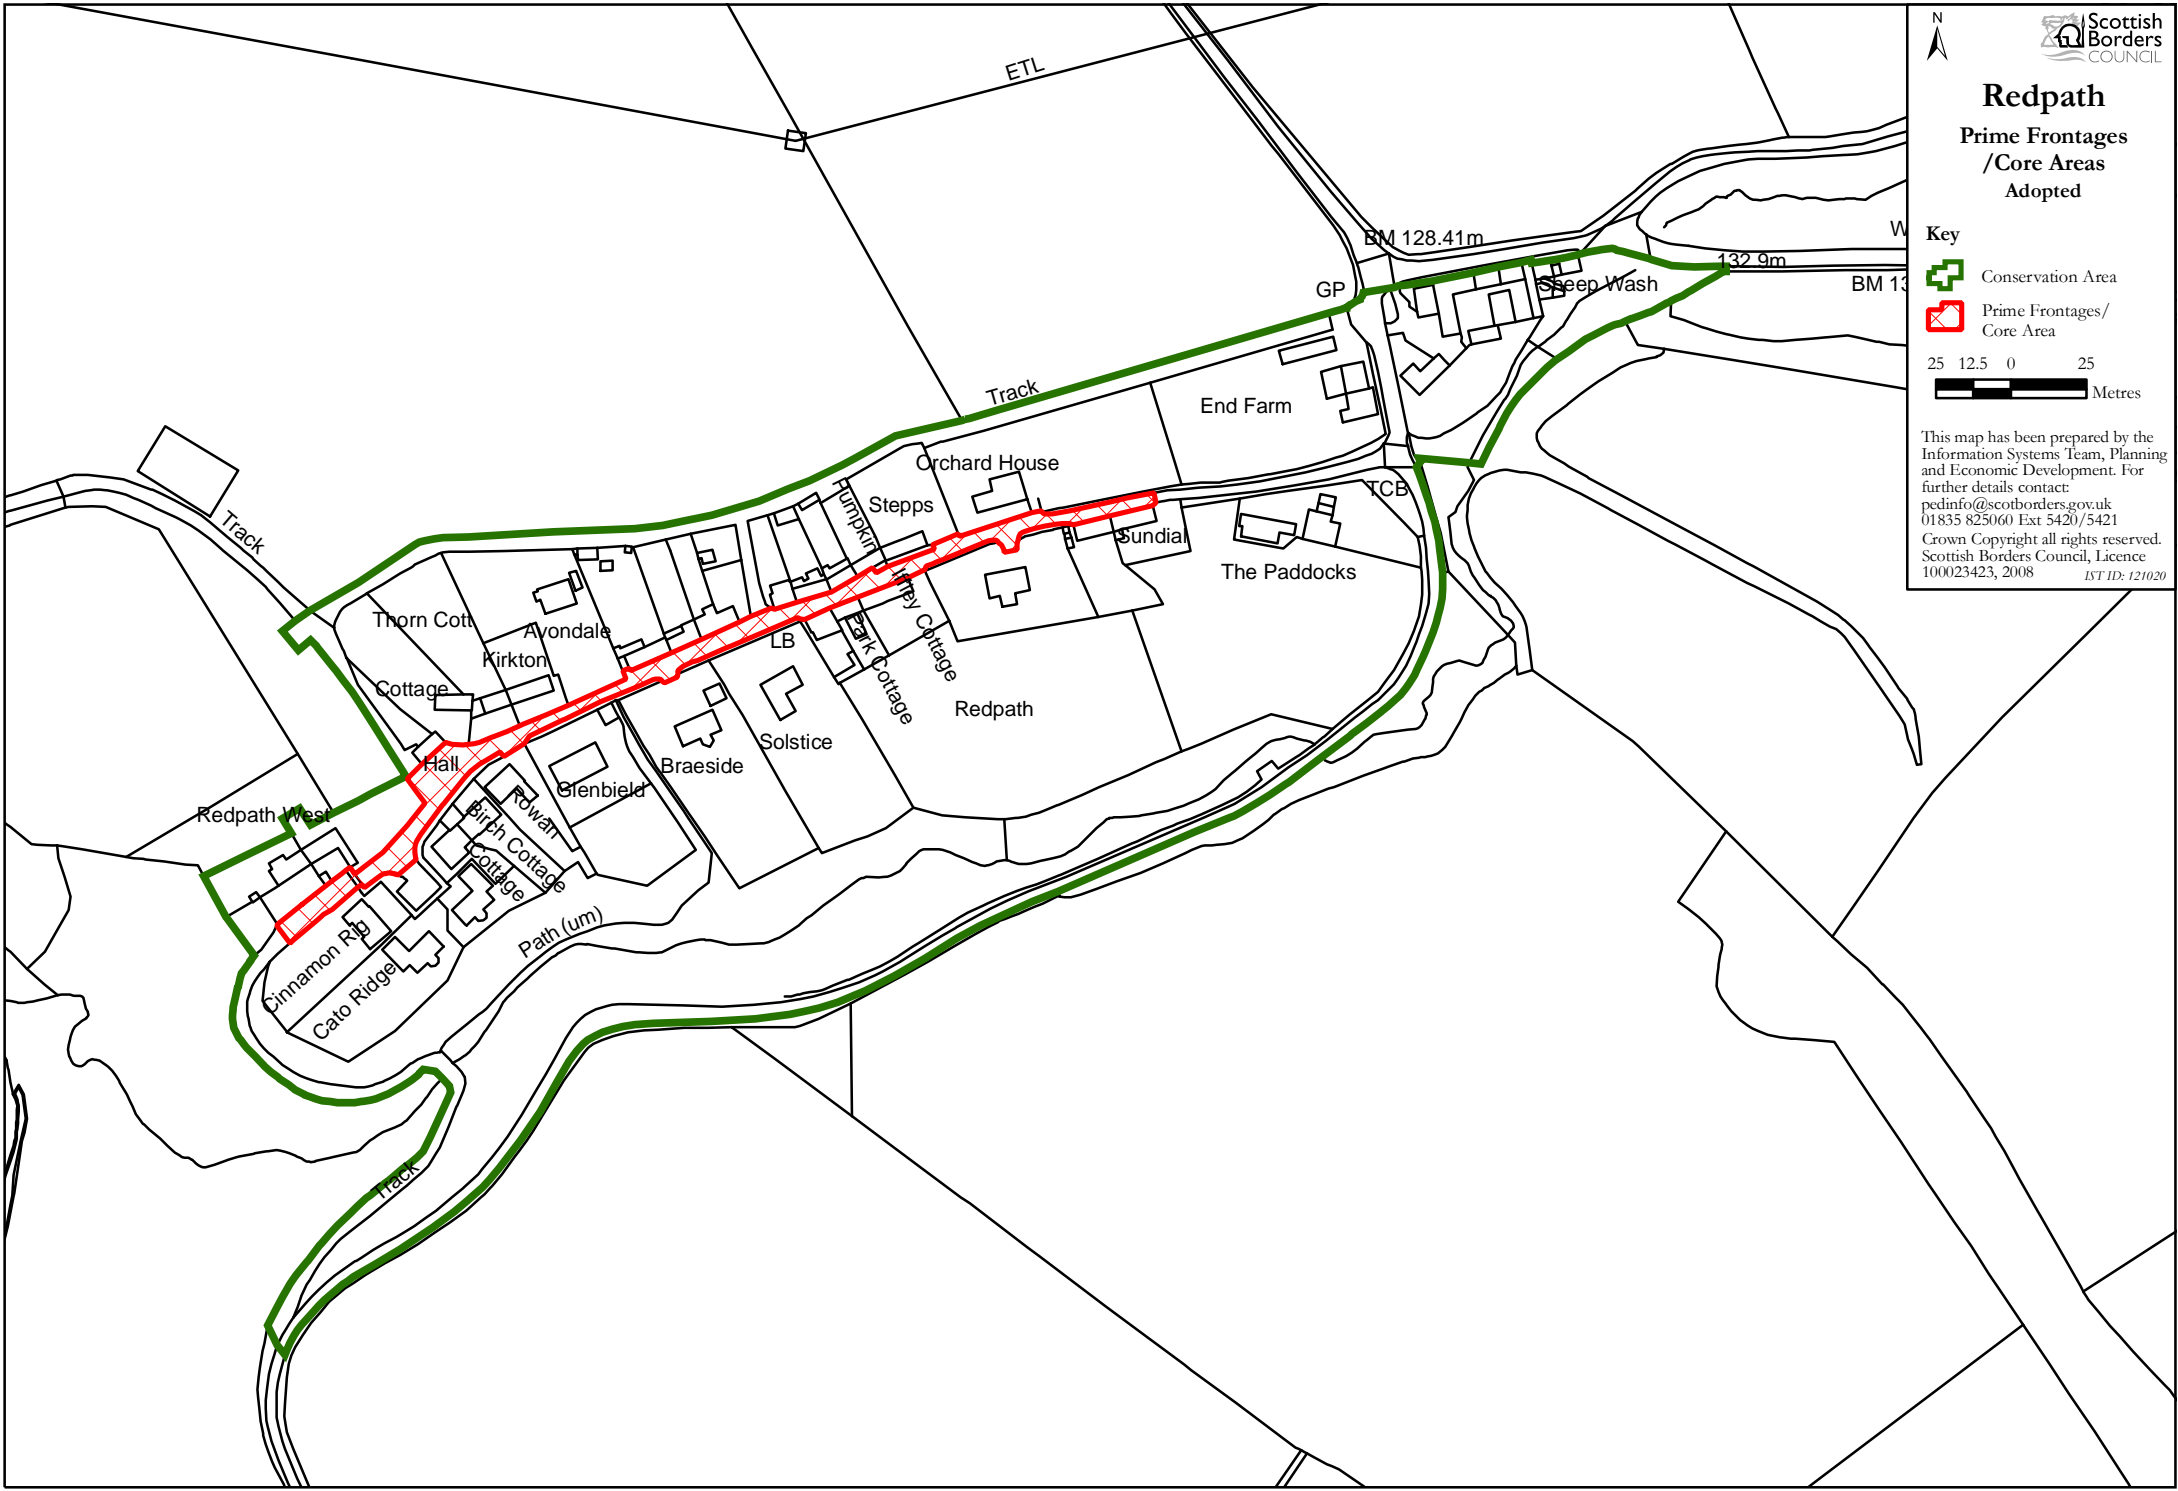 N
Scottish
Borders
COUNCIL
Redpath
Prime Frontages
/Core Areas
Adopted
Key
Conservation Area
Prime Frontages/
Core Area
25 12.5 0 25
Metres
This map has been prepared by the
Information Systems Team, Planning
and Economic Development. For
further details contact:
pedinfo@scotborders.gov.uk
01835 825060 Ext 5420/5421
Crown Copyright all rights reserved.
Scottish Borders Council, Licence
100023423, 2008
IST ID: 121020
ETL
BM 128.41m
W
132.9m
GP
Sheep Wash
BM 13
Track
End Farm
Orchard House
Stepps
Pumpkin
TCB
Track
Sundial
The Paddocks
Thorn Cott
Avondale
LB
Kirkton
Park Cottage
Cottage
Redpath
Solstice
Hall
Braeside
Glenbield
Redpath West
Rowan
Birch Cottage
Cottage
Path (um)
Cinnamon Rig
Cato Ridge
Track
Cottage